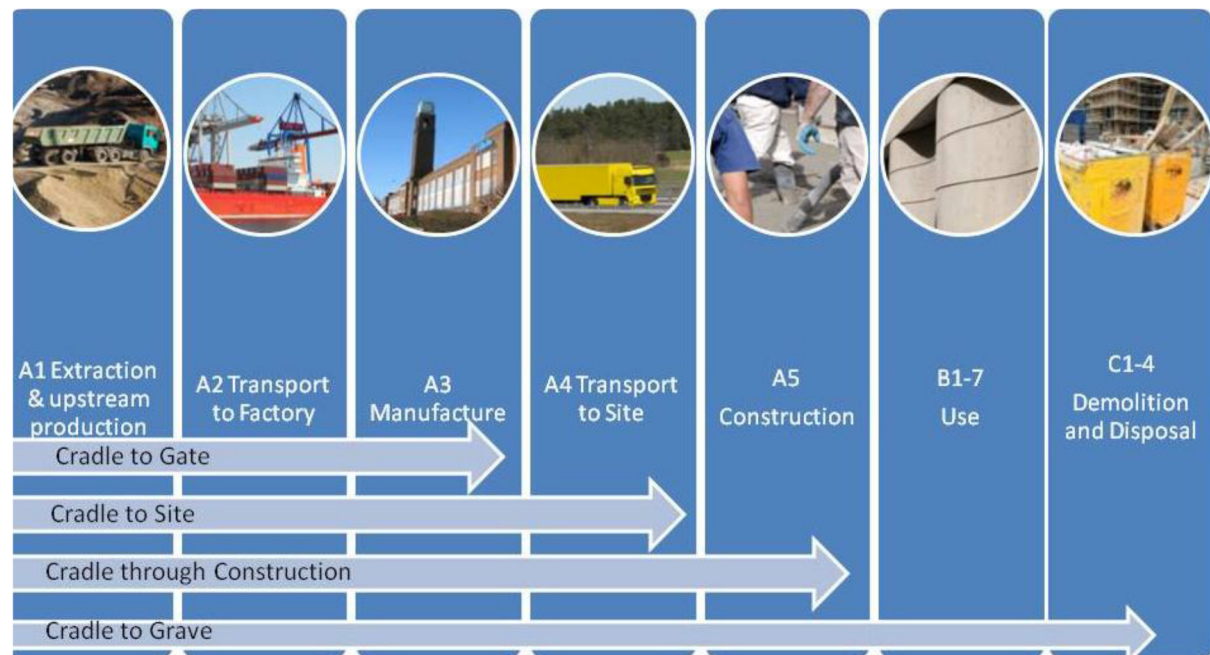 A1 Extraction
& upstream
production
A2 Transport
to Factory
A3
Manufacture
A4 Transport
to Site
A5
Construction
B1-7
Use
C1-4
Demolition
and Disposal
Cradle to Gate
Cradle to Site
Cradle through Construction
Cradle to Grave